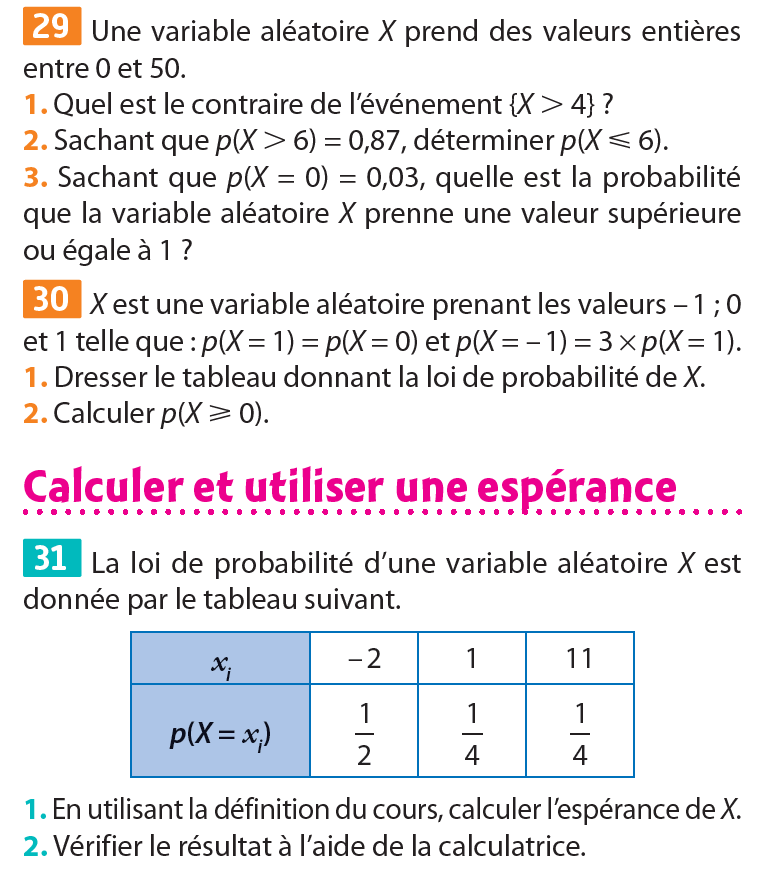 29 Une variable aléatoire X prend des valeurs entières
entre 0 et 50.
1. Quel est le contraire de l'événement {X > 4} ?
2. Sachant que p(X > 6) = 0,87, déterminer p(X ⩽ 6).
3. Sachant que p(X = 0) = 0,03, quelle est la probabilité
que la variable aléatoire X prenne une valeur supérieure
ou égale à 1 ?
30 X est une variable aléatoire prenant les valeurs – 1 ; 0
et 1 telle que : p(X = 1) = p(X = 0) et p(X = – 1) = 3 × p(X = 1).
1. Dresser le tableau donnant la loi de probabilité de X.
2. Calculer p(X ⩾ 0).
Calculer et utiliser une espérance
31 La loi de probabilité d'une variable aléatoire X est
donnée par le tableau suivant.
xᵢ – 2 1 11
p(X = xᵢ) 1/2 1/4 1/4
1. En utilisant la définition du cours, calculer l'espérance de X.
2. Vérifier le résultat à l'aide de la calculatrice.